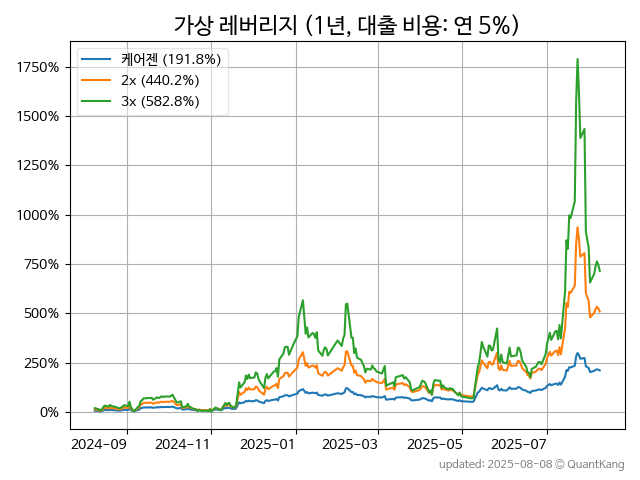 가상 레버리지 (1년, 대출 비용: 연 5%)
케어젠 (191.8%)
2x (440.2%)
3x (582.8%)
1750%
1500%
1250%
1000%
750%
500%
250%
0%
2024-09 2024-11 2025-01 2025-03 2025-05 2025-07
updated: 2025-08-08 © QuantKang